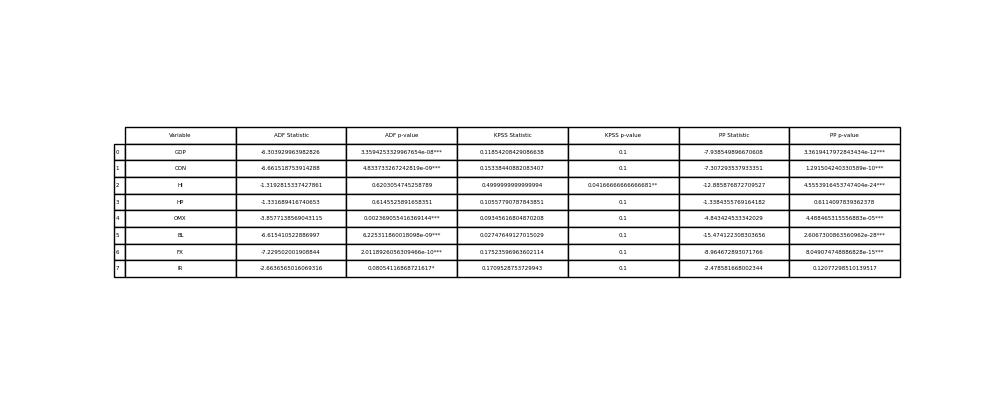 Variable ADF Statistic ADF p-value KPSS Statistic KPSS p-value PP Statistic PP p-value
0 GDP -6.303929963982826 3.3594253329967654e-08*** 0.11854208429086638 0.1 -7.938549896670608 3.3619417972843434e-12***
1 CON -6.661518753914288 4.833733267242819e-09*** 0.15338440882083407 0.1 -7.307293537933351 1.291504240330589e-10***
2 HI -1.3192815337427861 0.6203054745258789 0.4999999999999994 0.04166666666666681** -12.885876872709527 4.5553916453747404e-24***
3 HP -1.331689416740653 0.6145525891658351 0.10557790787843851 0.1 -1.3384355769164182 0.6114097839362378
4 OMX -3.8577138569043115 0.002369055416369144*** 0.09345616804870208 0.1 -4.843424533342029 4.488465315556883e-05***
5 BL -6.615410522886997 6.225311860018098e-09*** 0.02747649127015029 0.1 -15.474122308303656 2.6067300863560962e-28***
6 FX -7.229502001908844 2.0118926056309466e-10*** 0.17523596963602114 0.1 -8.964672893071766 8.049074748886828e-15***
7 IR -2.6636565016069316 0.08054116868721617* 0.1709528753729943 0.1 -2.478581668002344 0.12077298510139517